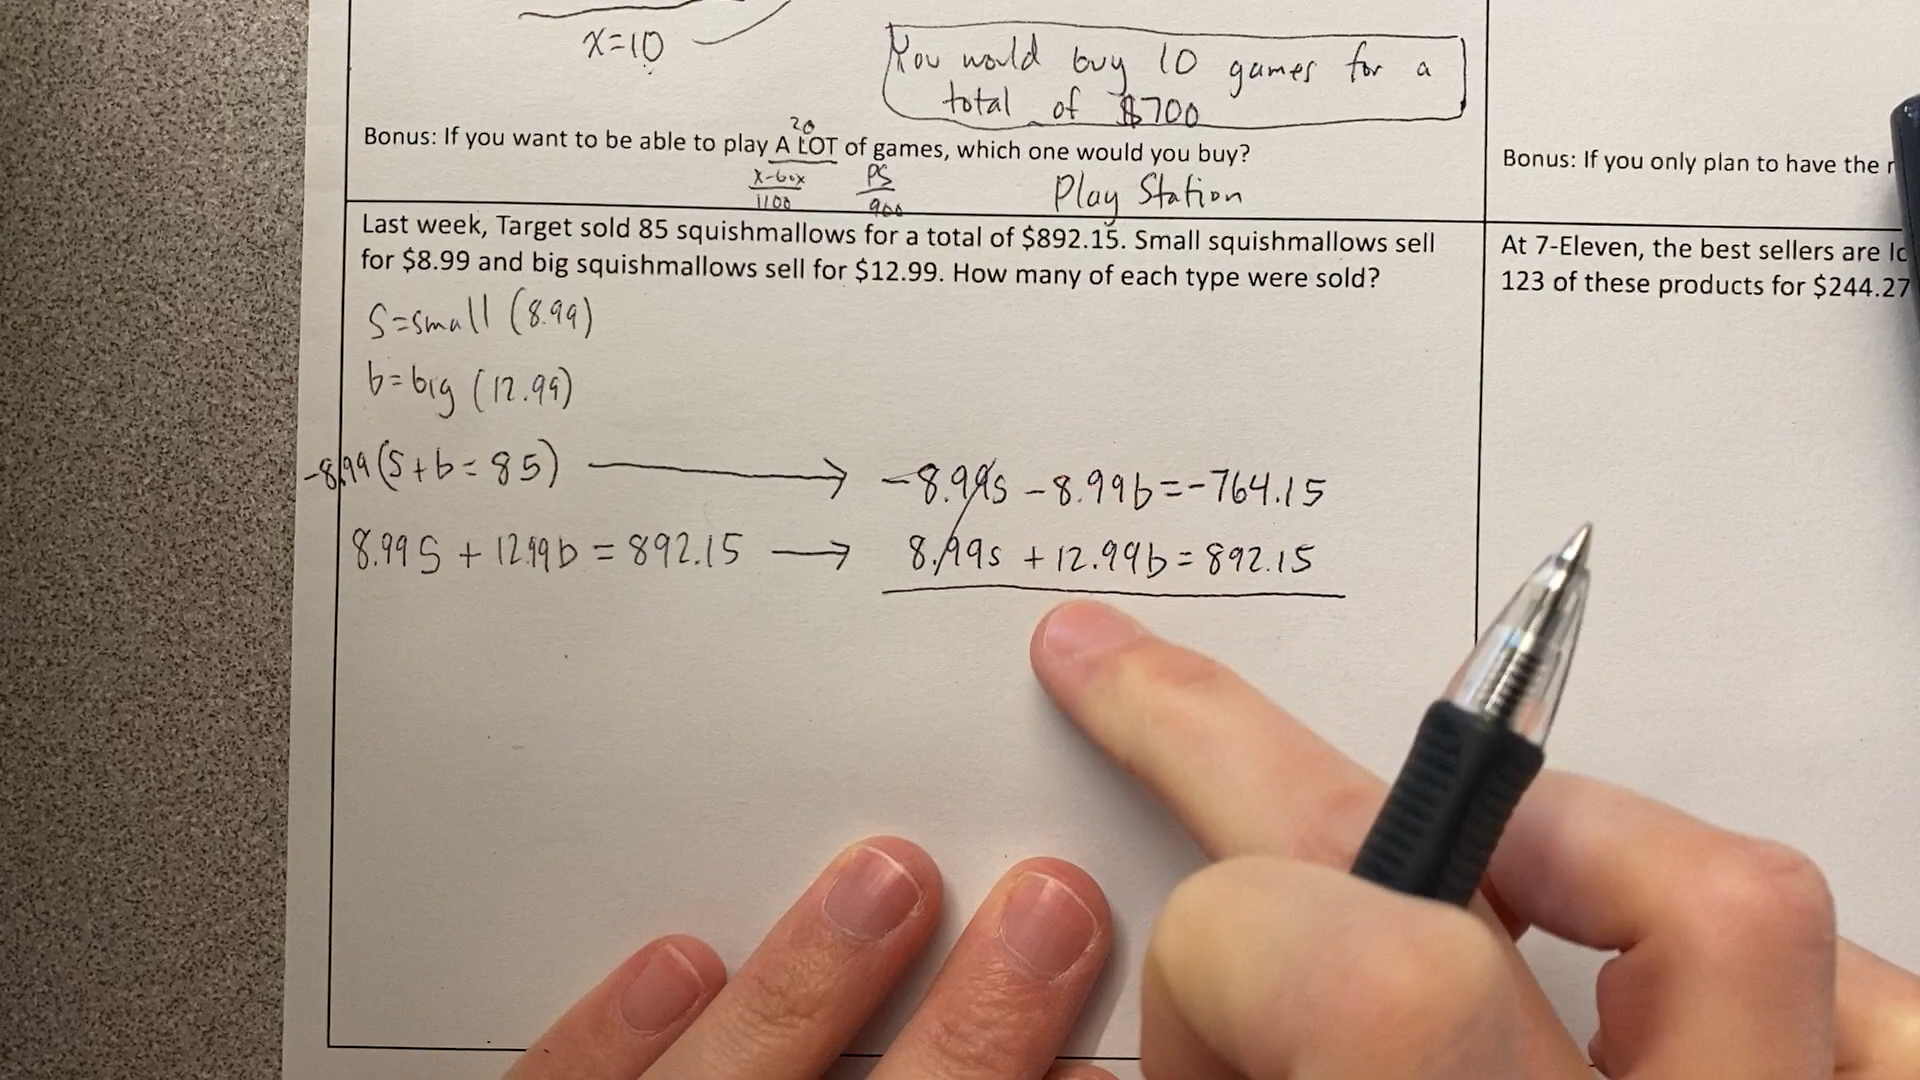 x=10
You would buy 10 games for a
total of $700
20
Bonus: If you want to be able to play A LOT of games, which one would you buy?
x-box
1100
PS
900
Play Station
Bonus: If you only plan to have the
Last week, Target sold 85 squishmallows for a total of $892.15. Small squishmallows sell
for $8.99 and big squishmallows sell for $12.99. How many of each type were sold?
S=small (8.99)
b=big (12.99)
-8.99(S+b=85)
-8.99s -8.99b=-764.15
8.99S + 12.99b = 892.15
8.99s +12.99b=892.15
At 7-Eleven, the best sellers are
123 of these products for $244.27